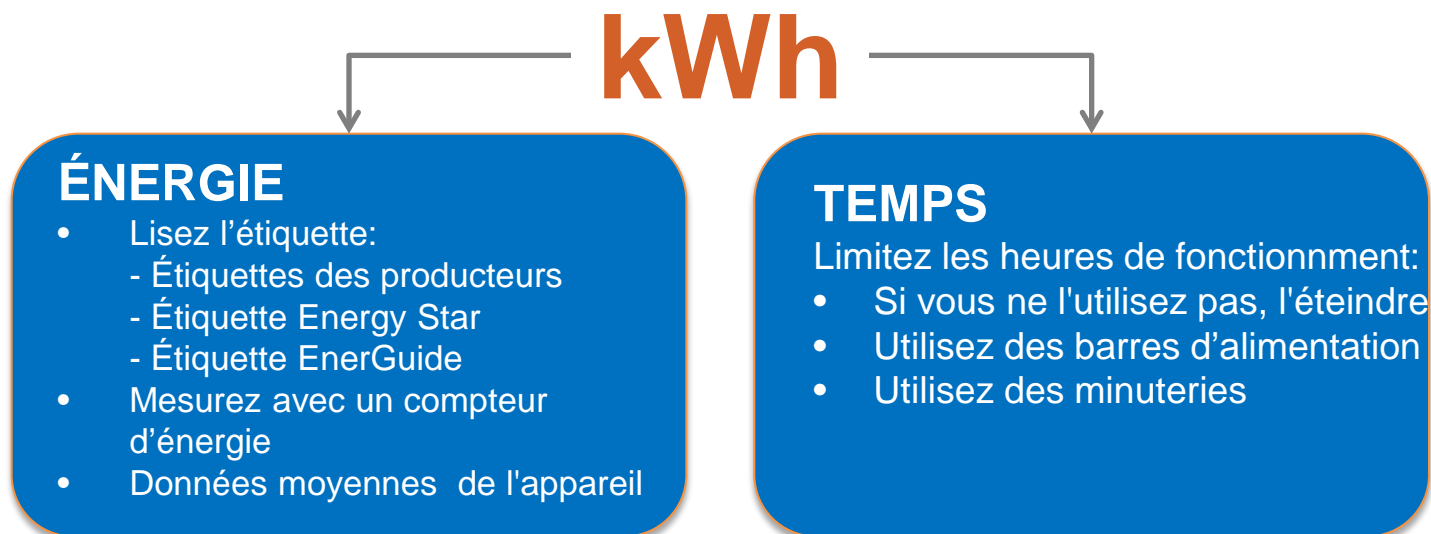 kWh
ÉNERGIE
• Lisez l’étiquette:
- Étiquettes des producteurs
- Étiquette Energy Star
- Étiquette EnerGuide
• Mesurez avec un compteur
d’énergie
• Données moyennes  de l'appareil
TEMPS
Limitez les heures de fonctionnment:
• Si vous ne l'utilisez pas, l'éteindre
• Utilisez des barres d’alimentation
• Utilisez des minuteries